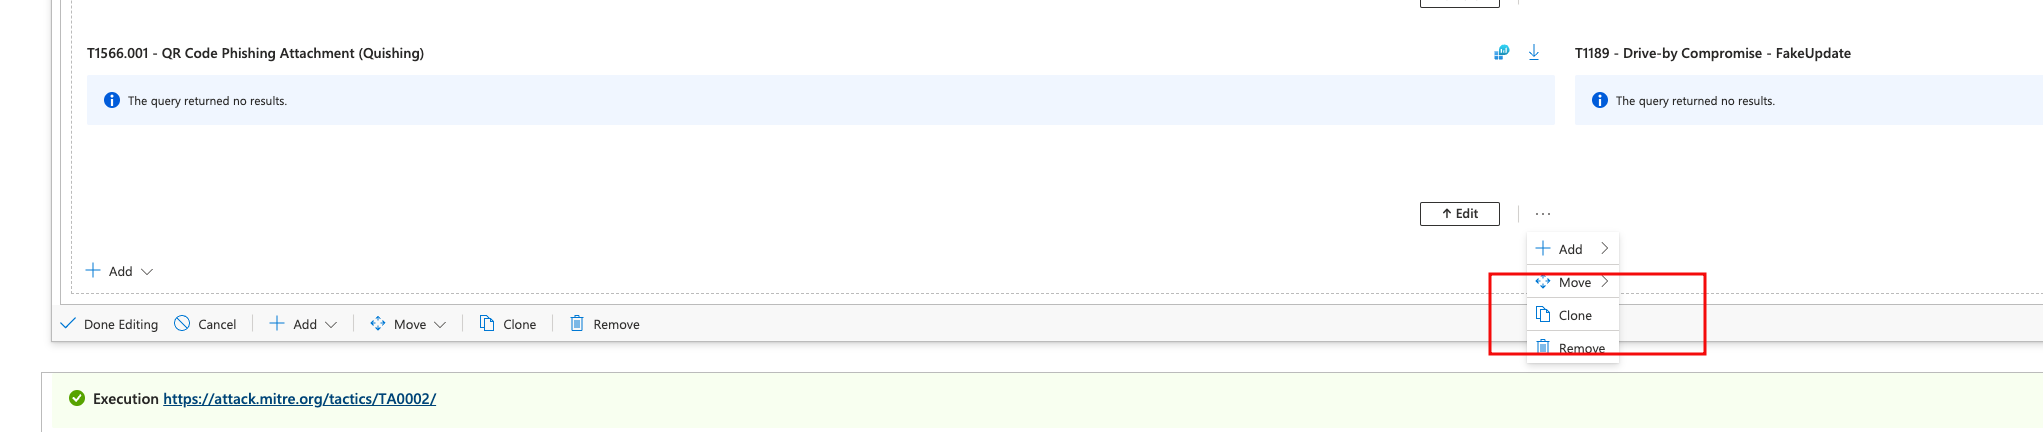 T1566.001 - QR Code Phishing Attachment (Quishing)
T1189 - Drive-by Compromise - FakeUpdate
The query returned no results.
The query returned no results.
↑ Edit
...
Add
Add
Move
Clone
Remove
Done Editing
Cancel
Add
Move
Clone
Remove
Execution https://attack.mitre.org/tactics/TA0002/